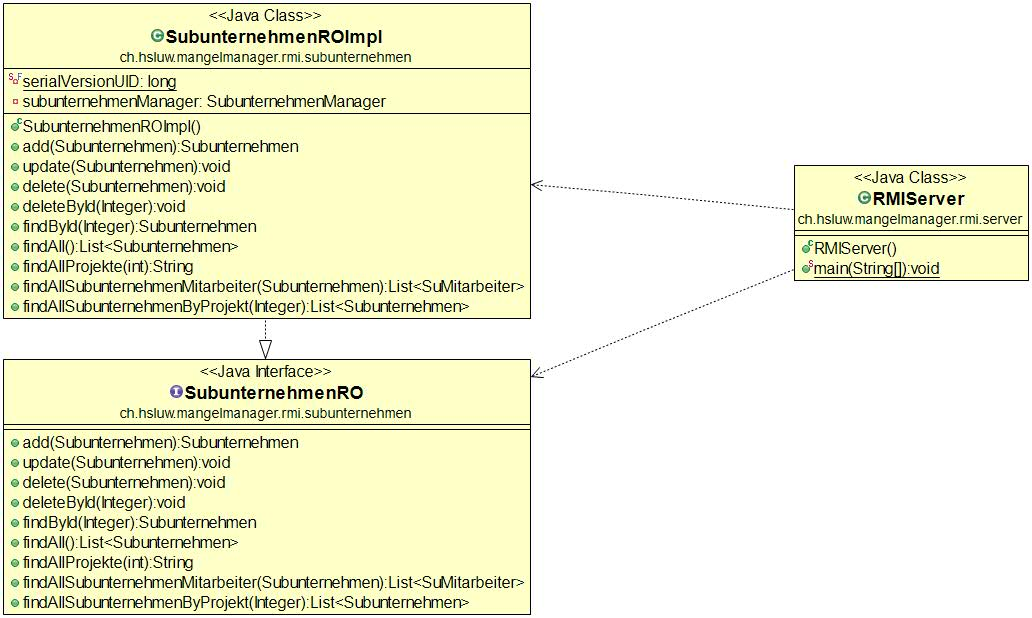 <<Java Class>>
SubunternehmenROImpl
ch.hsluw.mangelmanager.rmi.subunternehmen
serialVersionUID: long
subunternehmenManager: SubunternehmenManager
SubunternehmenROImpl()
add(Subunternehmen):Subunternehmen
update(Subunternehmen):void
delete(Subunternehmen):void
deleteById(Integer):void
findById(Integer):Subunternehmen
findAll():List<Subunternehmen>
findAllProjekte(int):String
findAllSubunternehmenMitarbeiter(Subunternehmen):List<SuMitarbeiter>
findAllSubunternehmenByProjekt(Integer):List<Subunternehmen>
<<Java Class>>
RMIServer
ch.hsluw.mangelmanager.rmi.server
RMIServer()
main(String[]):void
<<Java Interface>>
SubunternehmenRO
ch.hsluw.mangelmanager.rmi.subunternehmen
add(Subunternehmen):Subunternehmen
update(Subunternehmen):void
delete(Subunternehmen):void
deleteById(Integer):void
findById(Integer):Subunternehmen
findAll():List<Subunternehmen>
findAllProjekte(int):String
findAllSubunternehmenMitarbeiter(Subunternehmen):List<SuMitarbeiter>
findAllSubunternehmenByProjekt(Integer):List<Subunternehmen>